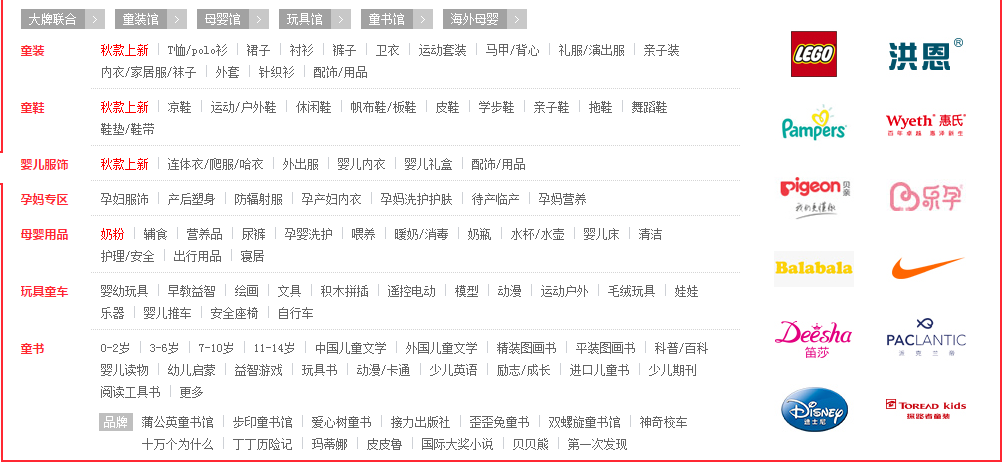 大牌联合 > 童装馆 > 母婴馆 > 玩具馆 > 童书馆 > 海外母婴 >
童装 秋款上新 T恤/polo衫 裙子 衬衫 裤子 卫衣 运动套装 马甲/背心 礼服/演出服 亲子装
内衣/家居服/袜子 外套 针织衫 配饰/用品
童鞋 秋款上新 凉鞋 运动/户外鞋 休闲鞋 帆布鞋/板鞋 皮鞋 学步鞋 亲子鞋 拖鞋 舞蹈鞋
鞋垫/鞋带
婴儿服饰 秋款上新 连体衣/爬服/哈衣 外出服 婴儿内衣 婴儿礼盒 配饰/用品
孕妈专区 孕妇服饰 产后塑身 防辐射服 孕产妇内衣 孕妈洗护护肤 待产临产 孕妈营养
母婴用品 奶粉 辅食 营养品 尿裤 孕婴洗护 喂养 暖奶/消毒 奶瓶 水杯/水壶 婴儿床 清洁
护理/安全 出行用品 寝居
玩具童车 婴幼玩具 早教益智 绘画 文具 积木拼插 遥控电动 模型 动漫 运动户外 毛绒玩具 娃娃
乐器 婴儿推车 安全座椅 自行车
童书 0-2岁 3-6岁 7-10岁 11-14岁 中国儿童文学 外国儿童文学 精装图画书 平装图画书 科普/百科
婴儿读物 幼儿启蒙 益智游戏 玩具书 动漫/卡通 少儿英语 励志/成长 进口儿童书 少儿期刊
阅读工具书 更多
品牌 蒲公英童书馆 步印童书馆 爱心树童书 接力出版社 歪歪兔童书 双螺旋童书馆 神奇校车
十万个为什么 丁丁历险记 玛蒂娜 皮皮鲁 国际大奖小说 贝贝熊 第一次发现
LEGO 洪恩®
Pampers Wyeth® 惠氏®
百年卓越 惠泽新生
Pigeon 贝亲 乐孕
我们更懂你
Balabala
Deesha PACLANTIC
笛莎 派克兰帝
Disney TOREAD kids
迪士尼 探路者童装